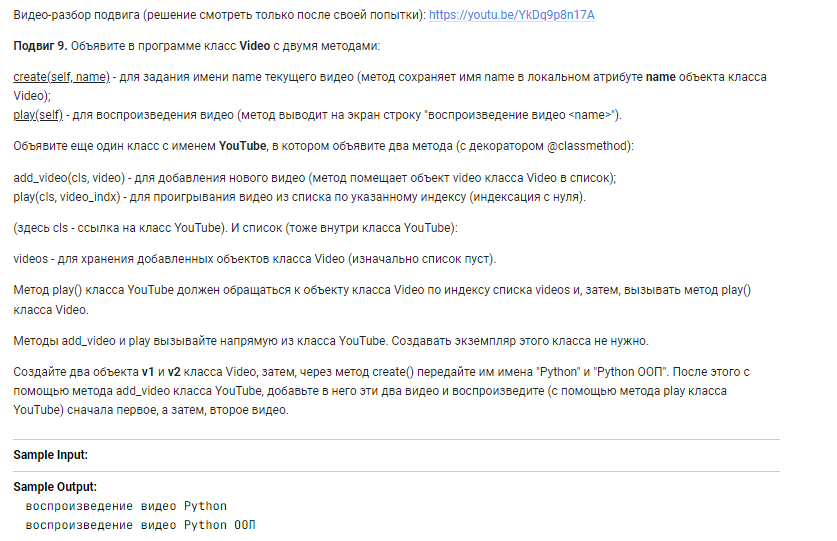 Видео-разбор подвига (решение смотреть только после своей попытки): https://youtu.be/YkDq9p8n17A
Подвиг 9. Объявите в программе класс Video с двумя методами:
create(self, name) - для задания имени name текущего видео (метод сохраняет имя name в локальном атрибуте name объекта класса
Video);
play(self) - для воспроизведения видео (метод выводит на экран строку "воспроизведение видео <name>").
Объявите еще один класс с именем YouTube, в котором объявите два метода (с декоратором @classmethod):
add_video(cls, video) - для добавления нового видео (метод помещает объект video класса Video в список);
play(cls, video_indx) - для проигрывания видео из списка по указанному индексу (индексация с нуля).
(здесь cls - ссылка на класс YouTube). И список (тоже внутри класса YouTube):
videos - для хранения добавленных объектов класса Video (изначально список пуст).
Метод play() класса YouTube должен обращаться к объекту класса Video по индексу списка videos и, затем, вызывать метод play()
класса Video.
Методы add_video и play вызывайте напрямую из класса YouTube. Создавать экземпляр этого класса не нужно.
Создайте два объекта v1 и v2 класса Video, затем, через метод create() передайте им имена "Python" и "Python ООП". После этого с
помощью метода add_video класса YouTube, добавьте в него эти два видео и воспроизведите (с помощью метода play класса
YouTube) сначала первое, а затем, второе видео.
Sample Input:
Sample Output:
воспроизведение видео Python
воспроизведение видео Python ООП